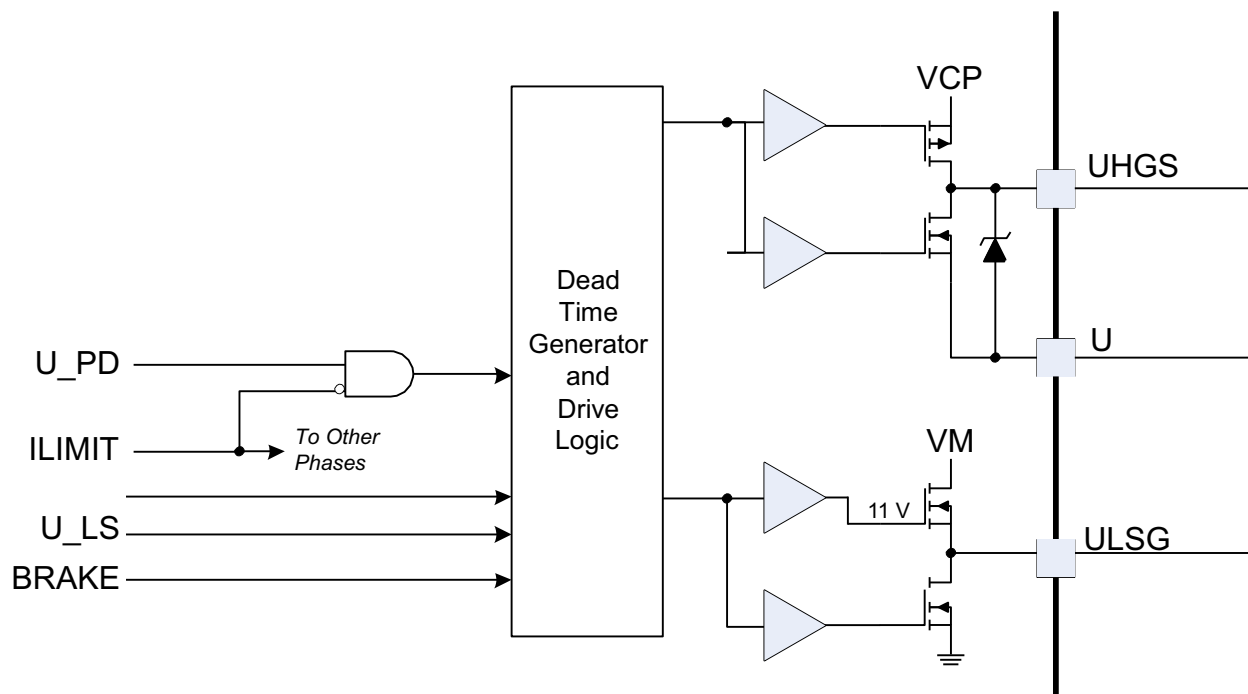 VCP
UHGS
Dead
Time
Generator
and
Drive
Logic
U
U_PD
ILIMIT
To Other
Phases
VM
11 V
U_LS
ULSG
BRAKE